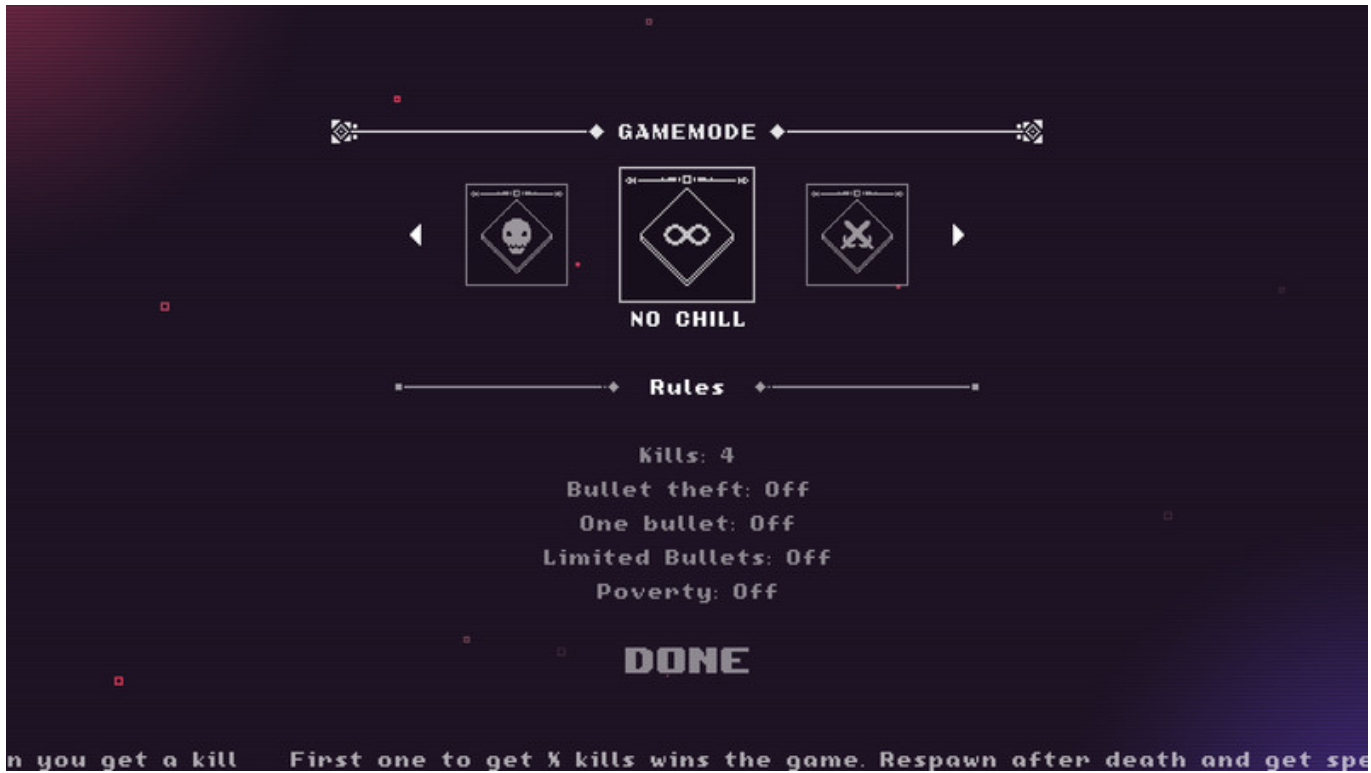 GAMEMODE
NO CHILL
Rules
Kills: 4
Bullet theft: Off
One bullet: Off
Limited Bullets: Off
Poverty: Off
DONE
n you get a kill First one to get X kills wins the game. Respawn after death and get spe